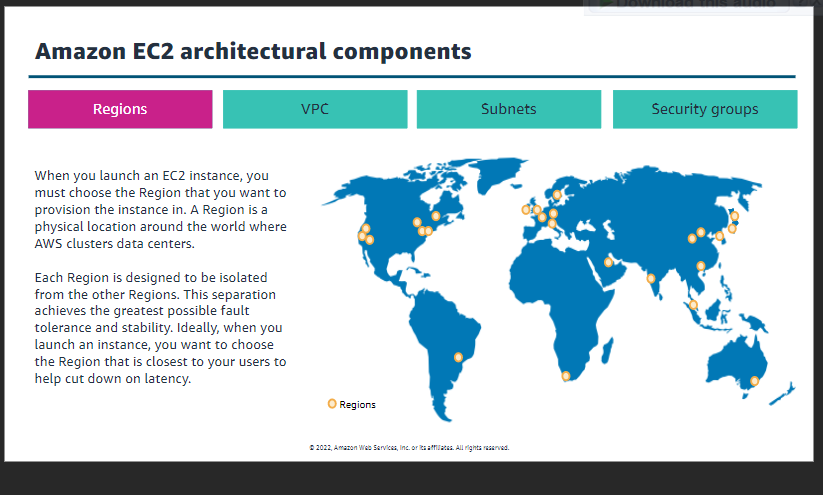 Download this audio
Amazon EC2 architectural components
Regions
VPC
Subnets
Security groups
When you launch an EC2 instance, you
must choose the Region that you want to
provision the instance in. A Region is a
physical location around the world where
AWS clusters data centers.
Each Region is designed to be isolated
from the other Regions. This separation
achieves the greatest possible fault
tolerance and stability. Ideally, when you
launch an instance, you want to choose
the Region that is closest to your users to
help cut down on latency.
Regions
© 2022, Amazon Web Services, Inc. or its affiliates. All rights reserved.